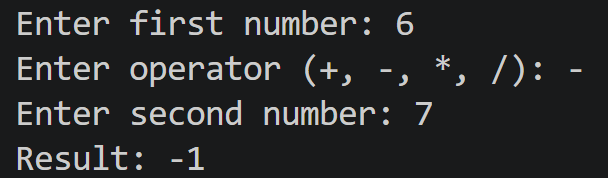 Enter first number: 6
Enter operator (+, -, *, /): -
Enter second number: 7
Result: -1